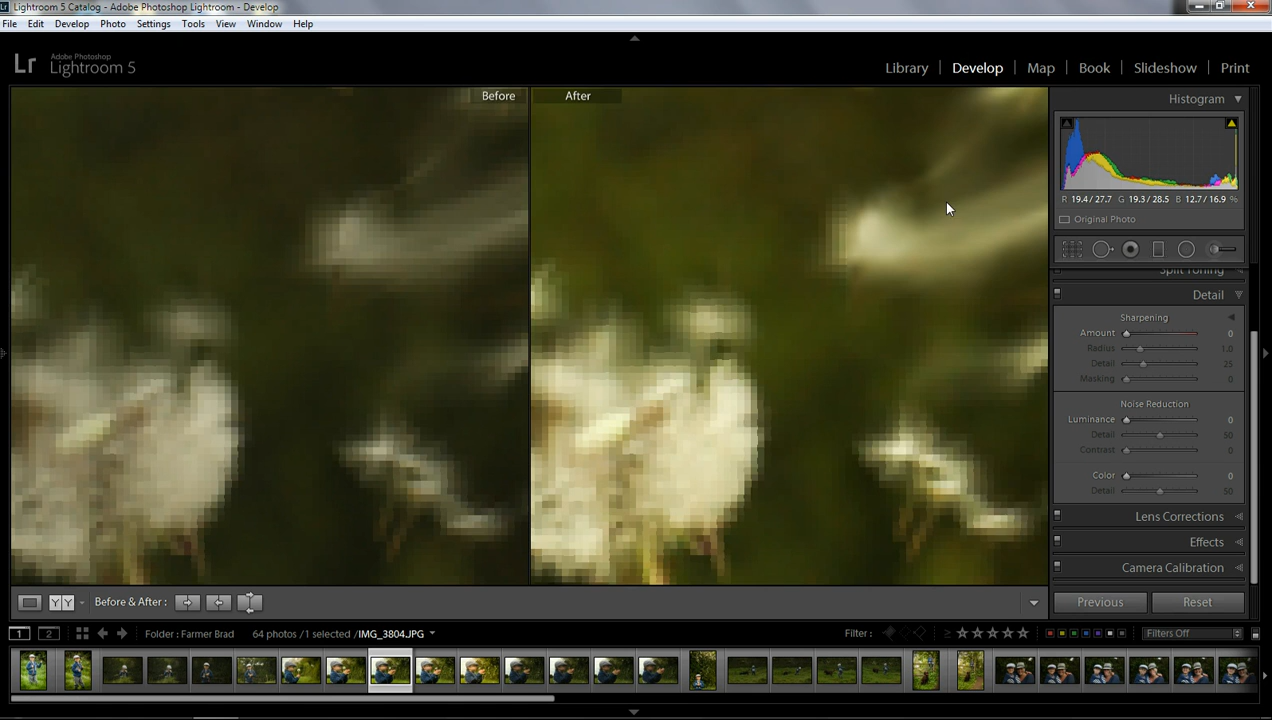 Lr Lightroom 5 Catalog - Adobe Photoshop Lightroom - Develop
File Edit Develop Photo Settings Tools View Window Help
Lr Adobe Photoshop
Lightroom 5
Library Develop Map Book Slideshow Print
Before After
Histogram
R 19.4 / 27.7 G 19.3 / 28.5 B 12.7 / 16.9 %
Original Photo
Split Toning
Detail
Sharpening
Amount 0
Radius 1.0
Detail 25
Masking 0
Noise Reduction
Luminance 0
Detail 50
Contrast 0
Color 0
Detail 50
Lens Corrections
Effects
Camera Calibration
YY Before & After :
Previous Reset
1 2 Folder : Farmer Brad 64 photos /1 selected /IMG_3804.JPG Filter : Filters Off